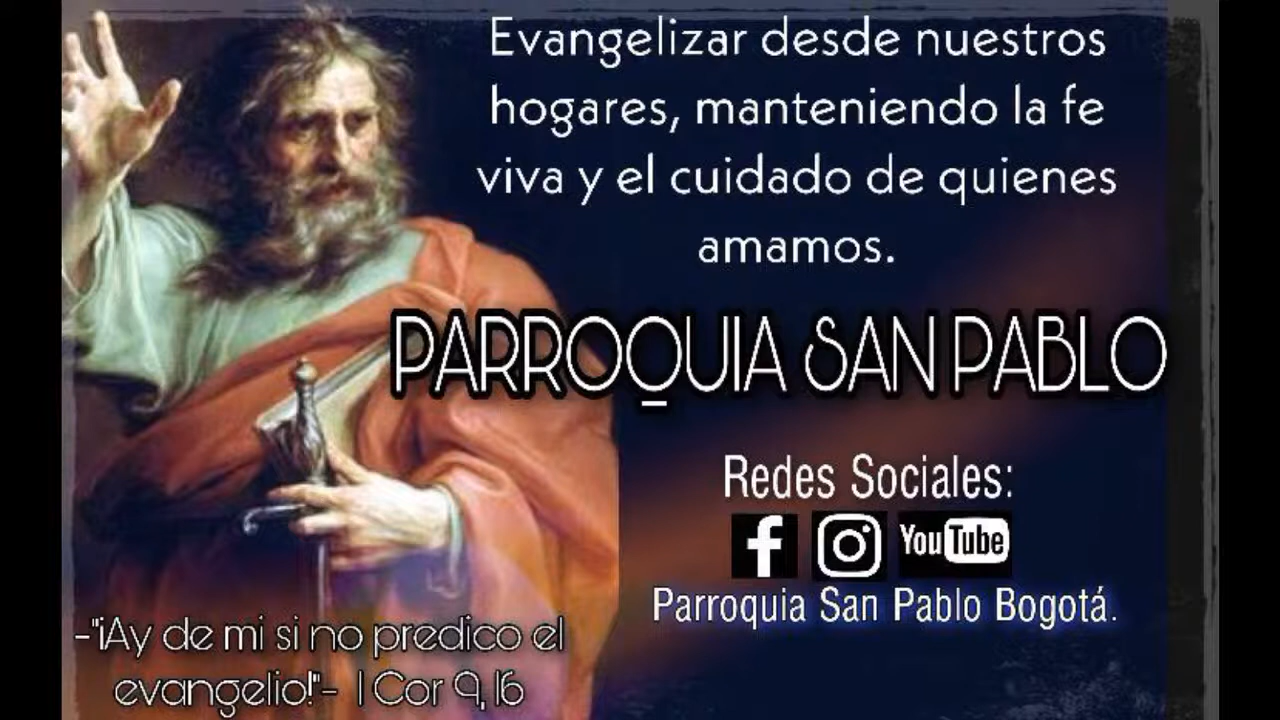 Evangelizar desde nuestros
hogares, manteniendo la fe
viva y el cuidado de quienes
amamos.
PARROQUIA SAN PABLO
Redes Sociales:
f YouTube
Parroquia San Pablo Bogotá.
-"¡Ay de mi si no predico el
evangelio!"- 1 Cor 9, 16